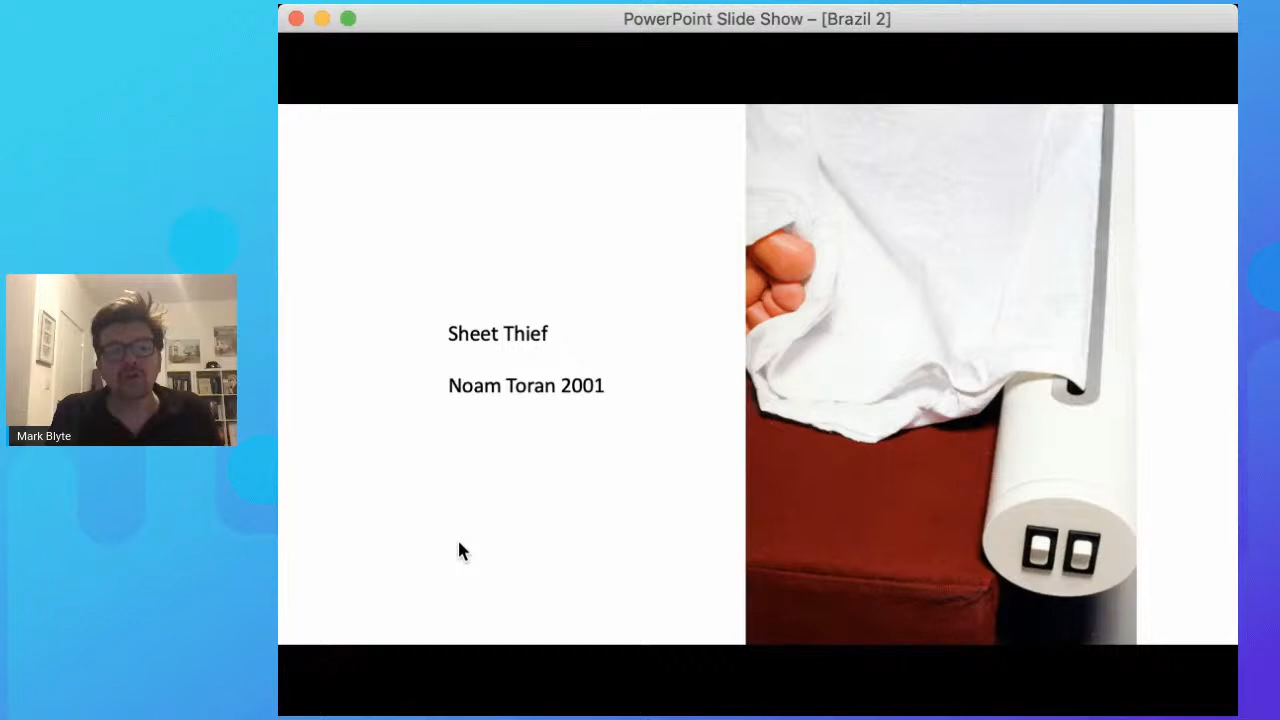 PowerPoint Slide Show – [Brazil 2]
Sheet Thief
Noam Toran 2001
Mark Blyte